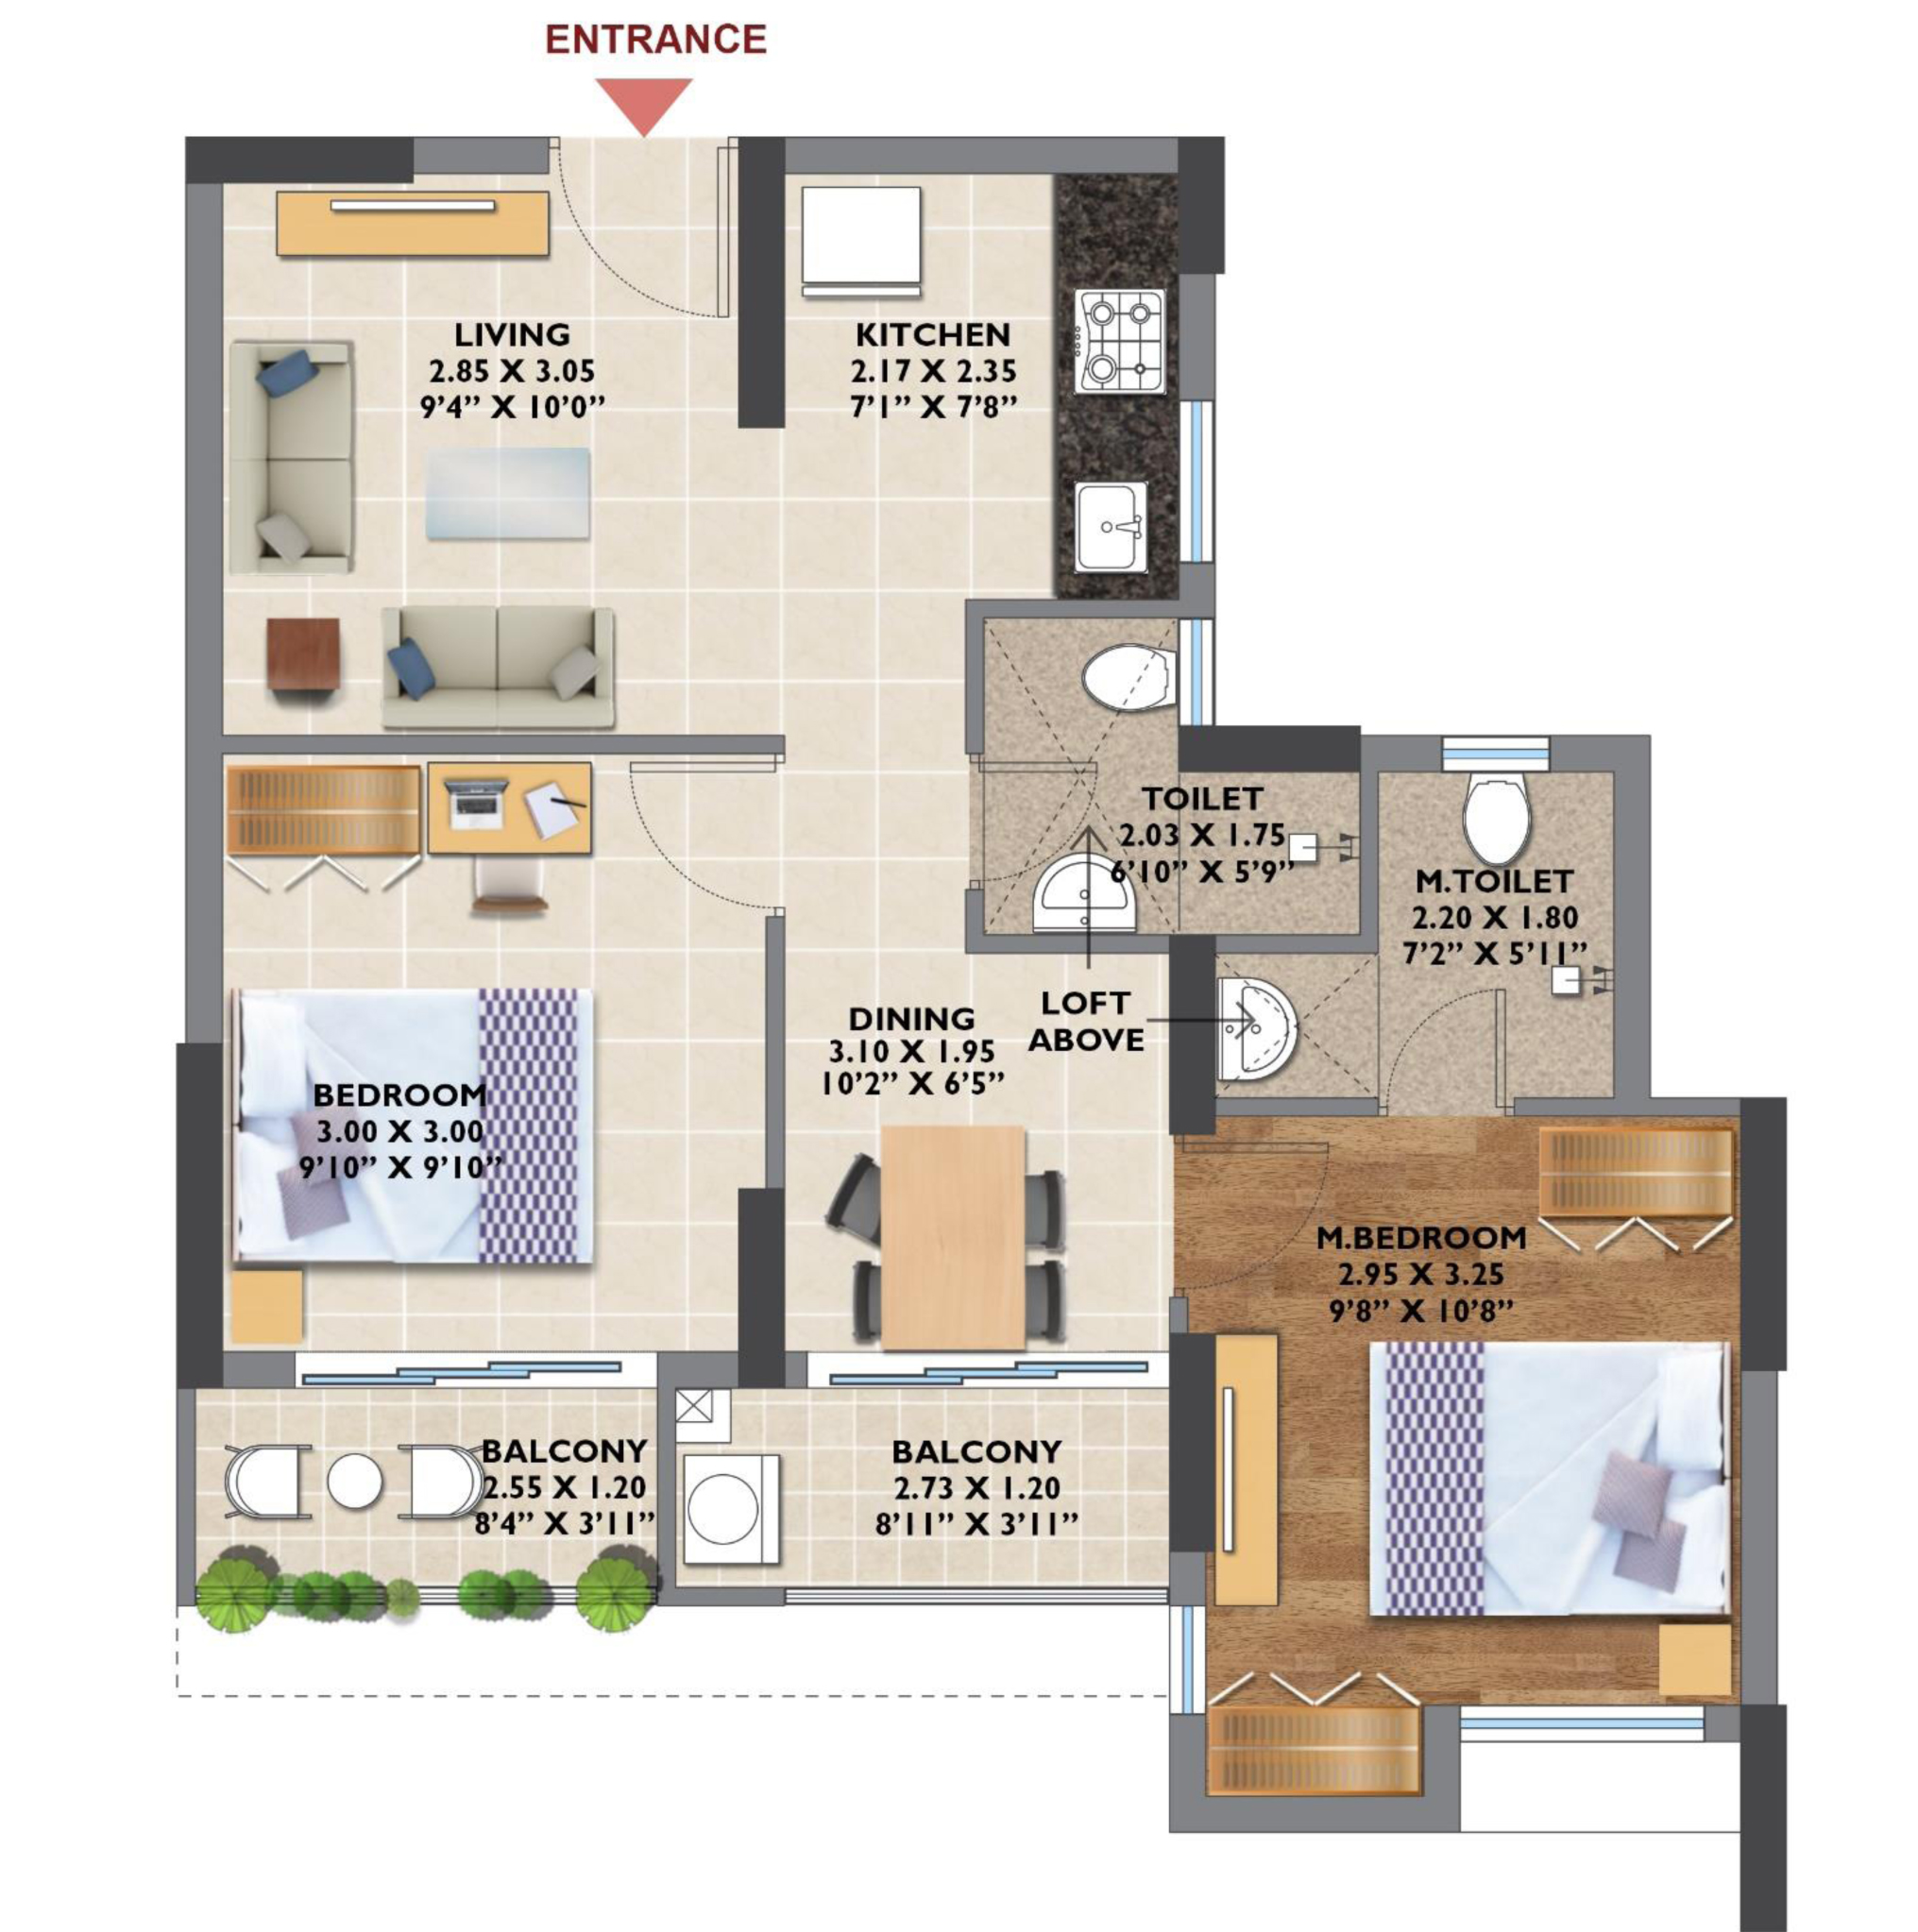 ENTRANCE
LIVING
2.85 X 3.05
9’4” X 10’0”
KITCHEN
2.17 X 2.35
7’1” X 7’8”
TOILET
2.03 X 1.75
6’10” X 5’9”
M.TOILET
2.20 X 1.80
7’2” X 5’11”
LOFT
ABOVE
DINING
3.10 X 1.95
10’2” X 6’5”
BEDROOM
3.00 X 3.00
9’10” X 9’10”
M.BEDROOM
2.95 X 3.25
9’8” X 10’8”
BALCONY
2.55 X 1.20
8’4” X 3’11”
BALCONY
2.73 X 1.20
8’11” X 3’11”